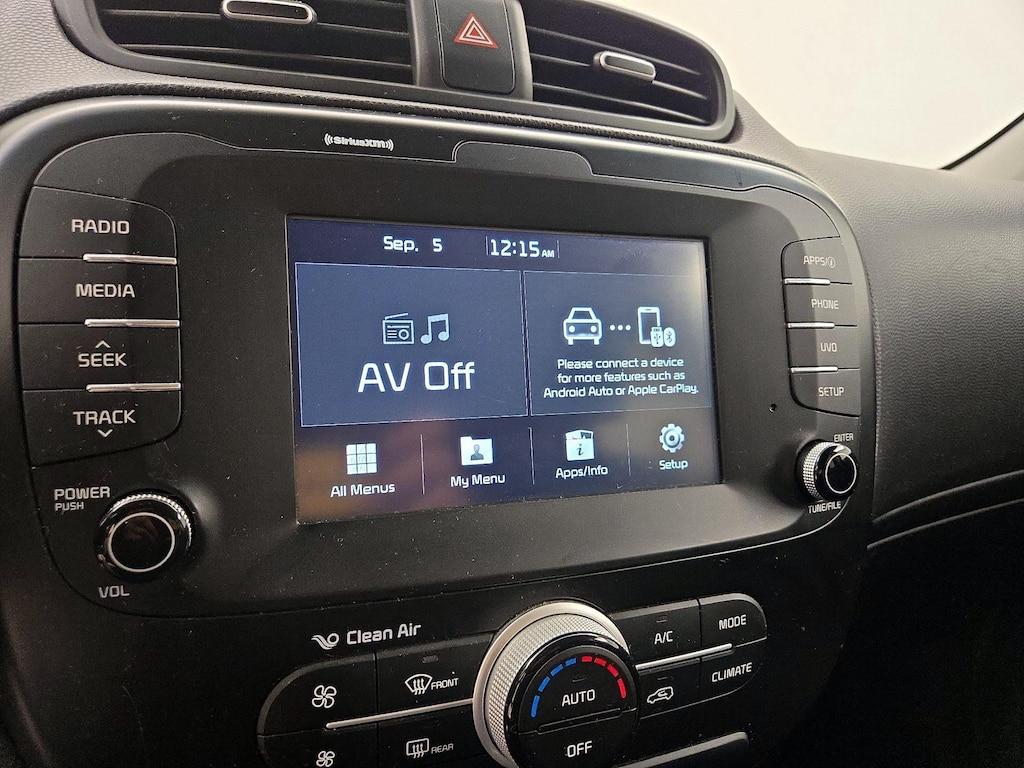 SiriusXM
RADIO
MEDIA
SEEK
TRACK
POWER
PUSH
VOL
Sep. 5
12:15 AM
AV Off
Please connect a device
for more features such as
Android Auto or Apple CarPlay.
All Menus
My Menu
Apps/Info
Setup
APPS/i
PHONE
UVO
SETUP
ENTER
TUNE/FILE
Clean Air
FRONT
REAR
AUTO
OFF
A/C
MODE
CLIMATE